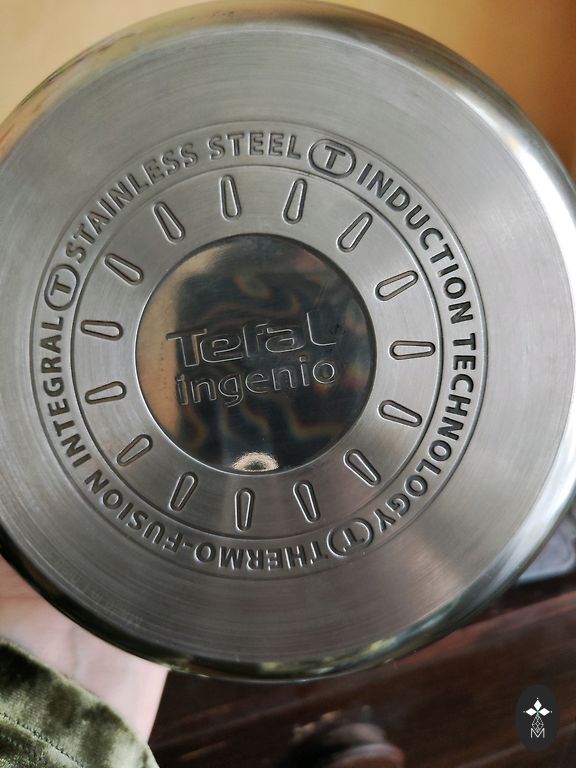 STAINLESS STEEL T INDUCTION TECHNOLOGY T THERMO-FUSION INTEGRAL T
Tefal
ingenio
M